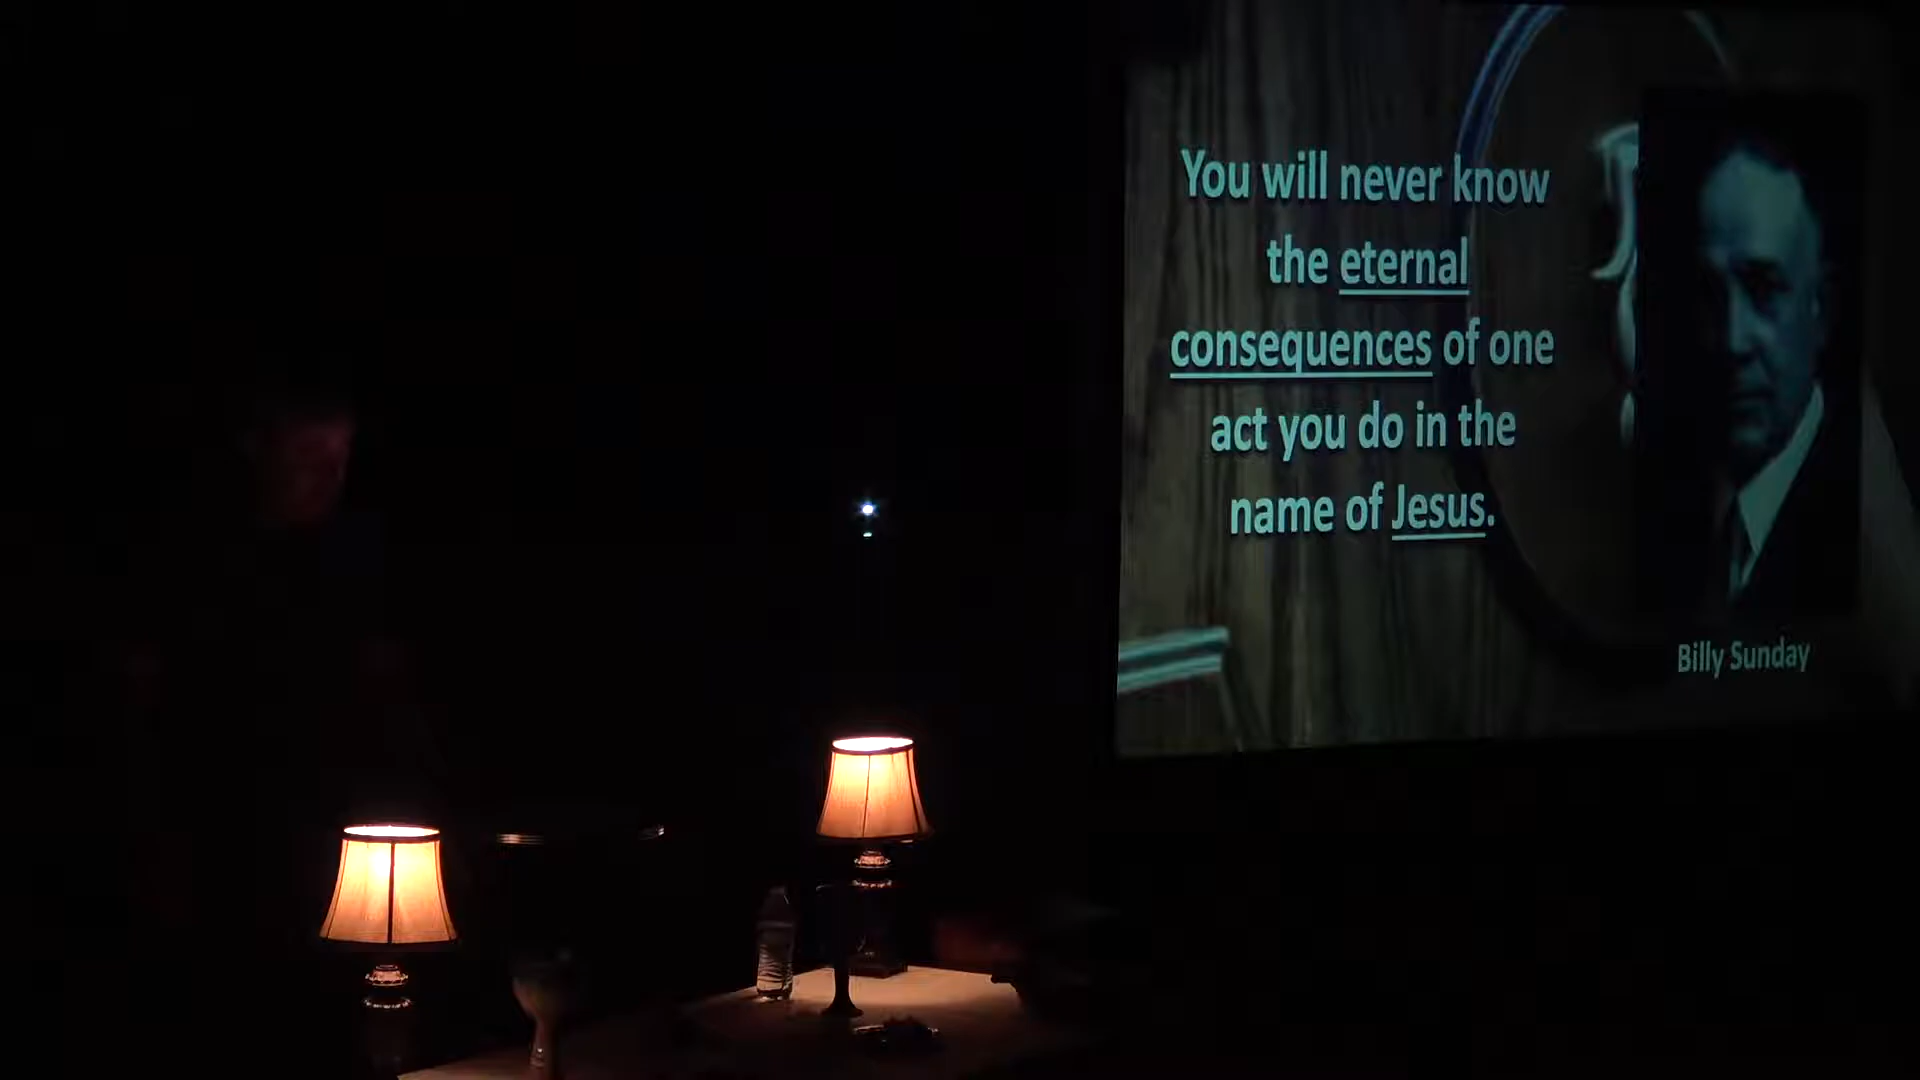 You will never know
the eternal
consequences of one
act you do in the
name of Jesus.
Billy Sunday